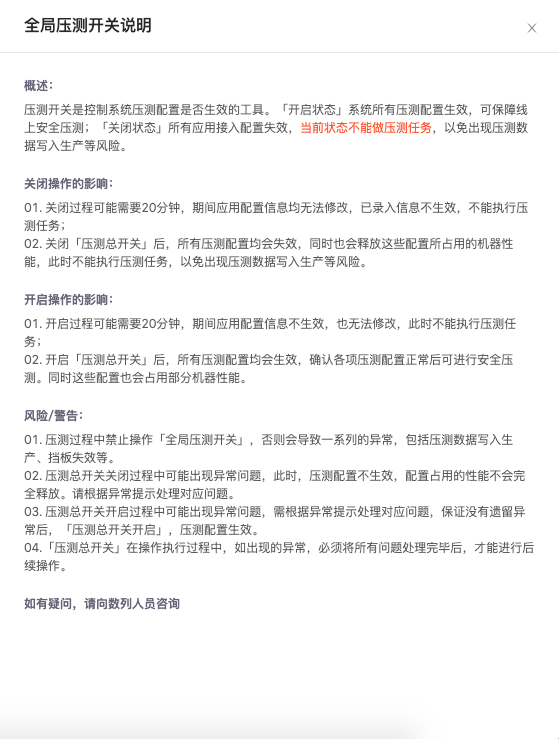 全局压测开关说明
概述：
压测开关是控制系统压测配置是否生效的工具。「开启状态」系统所有压测配置生效，可保障线
上安全压测；「关闭状态」所有应用接入配置失效，当前状态不能做压测任务，以免出现压测数
据写入生产等风险。
关闭操作的影响：
01. 关闭过程可能需要20分钟，期间应用配置信息均无法修改，已录入信息不生效，不能执行压
测任务；
02. 关闭「压测总开关」后，所有压测配置均会失效，同时也会释放这些配置所占用的机器性
能，此时不能执行压测任务，以免出现压测数据写入生产等风险。
开启操作的影响：
01. 开启过程可能需要20分钟，期间应用配置信息不生效，也无法修改，此时不能执行压测任
务；
02. 开启「压测总开关」后，所有压测配置均会生效，确认各项压测配置正常后可进行安全压
测。同时这些配置也会占用部分机器性能。
风险/警告：
01. 压测过程中禁止操作「全局压测开关」，否则会导致一系列的异常，包括压测数据写入生
产、挡板失效等。
02. 压测总开关关闭过程中可能出现异常问题，此时，压测配置不生效，配置占用的性能不会完
全释放。请根据异常提示处理对应问题。
03. 压测总开关开启过程中可能出现异常问题，需根据异常提示处理对应问题，保证没有遗留异
常后，「压测总开关开启」，压测配置生效。
04.「压测总开关」在操作执行过程中，如出现的异常，必须将所有问题处理完毕后，才能进行后
续操作。
如有疑问，请向数列人员咨询